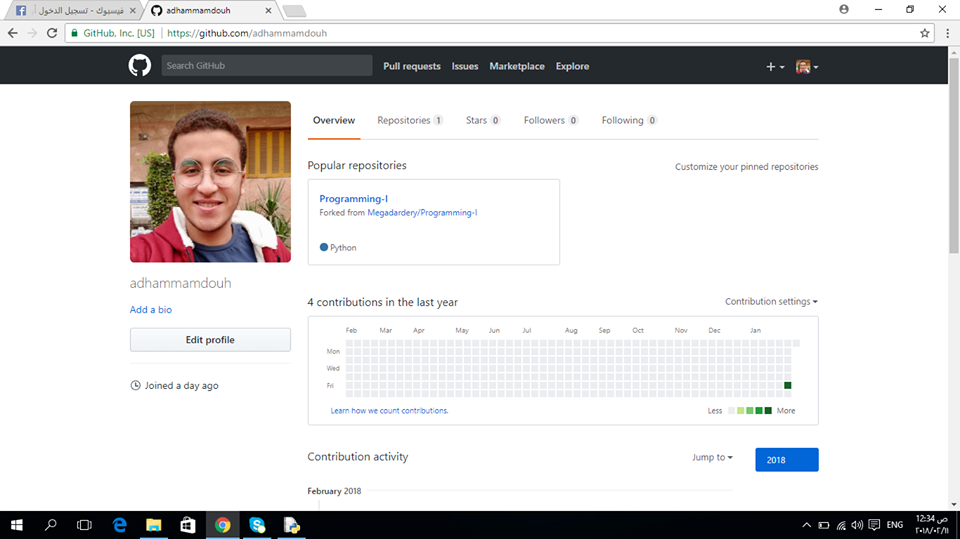 فيسبوك - تسجيل الدخول
adhammamdouh
GitHub, Inc. [US]
https://github.com/adhammamdouh
Search GitHub
Pull requests Issues Marketplace Explore
Overview Repositories 1 Stars 0 Followers 0 Following 0
Popular repositories
Customize your pinned repositories
Programming-I
Forked from Megadardery/Programming-I
Python
adhammamdouh
Add a bio
Edit profile
Joined a day ago
4 contributions in the last year
Contribution settings
Feb Mar Apr May Jun Jul Aug Sep Oct Nov Dec Jan
Mon
Wed
Fri
Learn how we count contributions.
Less More
Contribution activity
Jump to
2018
February 2018
ENG
12:34 ص
٢٠١٨/٠٢/١١